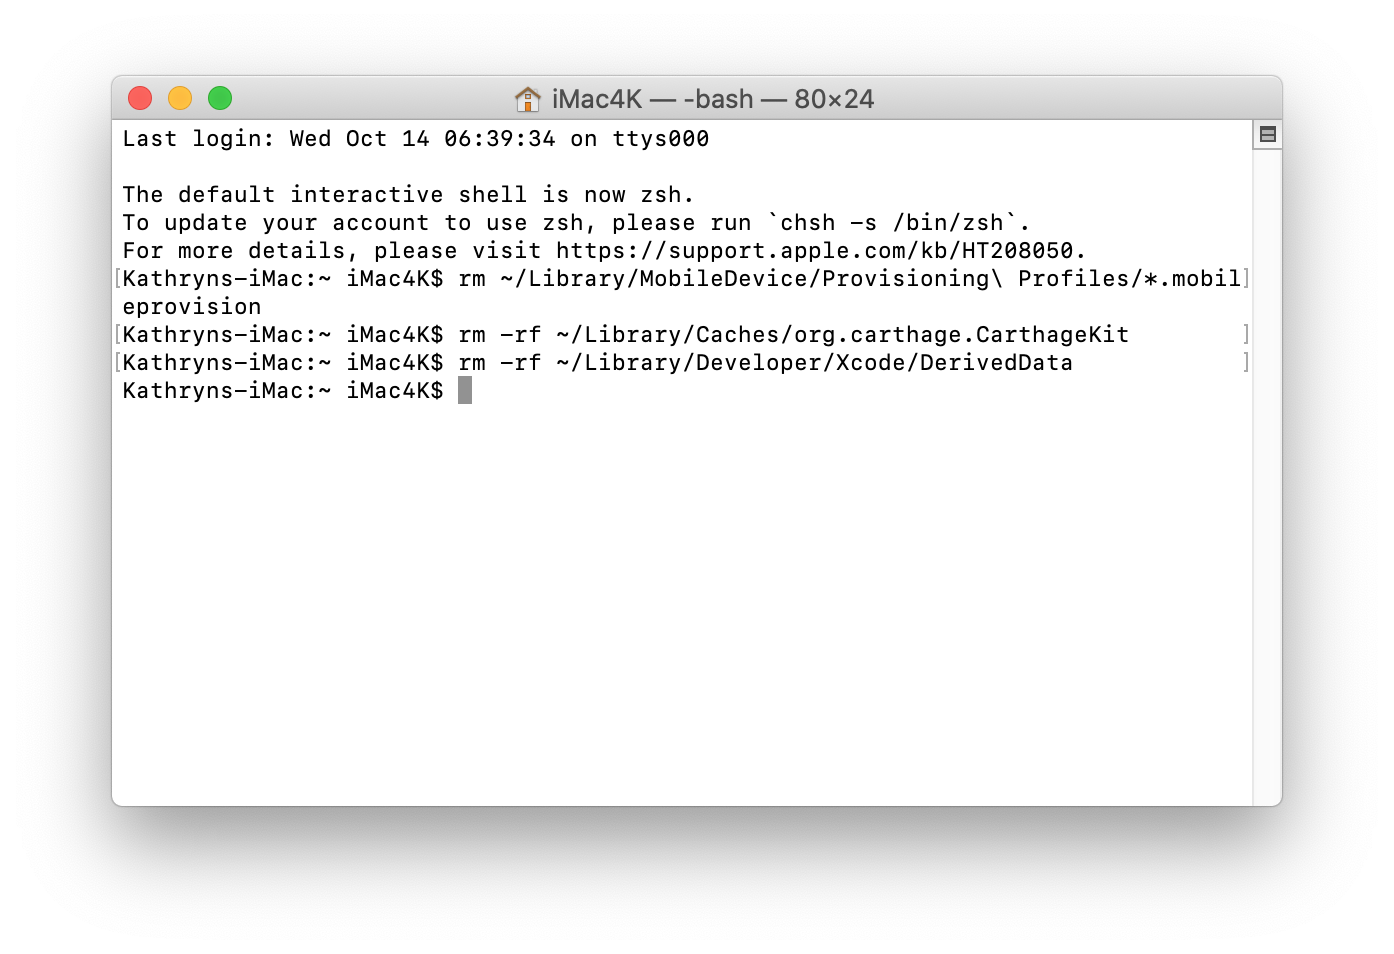 iMac4K — -bash — 80×24
Last login: Wed Oct 14 06:39:34 on ttys000
The default interactive shell is now zsh.
To update your account to use zsh, please run `chsh -s /bin/zsh`.
For more details, please visit https://support.apple.com/kb/HT208050.
[Kathryns-iMac:~ iMac4K$ rm ~/Library/MobileDevice/Provisioning\ Profiles/*.mobil]
eprovision
[Kathryns-iMac:~ iMac4K$ rm -rf ~/Library/Caches/org.carthage.CarthageKit ]
[Kathryns-iMac:~ iMac4K$ rm -rf ~/Library/Developer/Xcode/DerivedData ]
Kathryns-iMac:~ iMac4K$